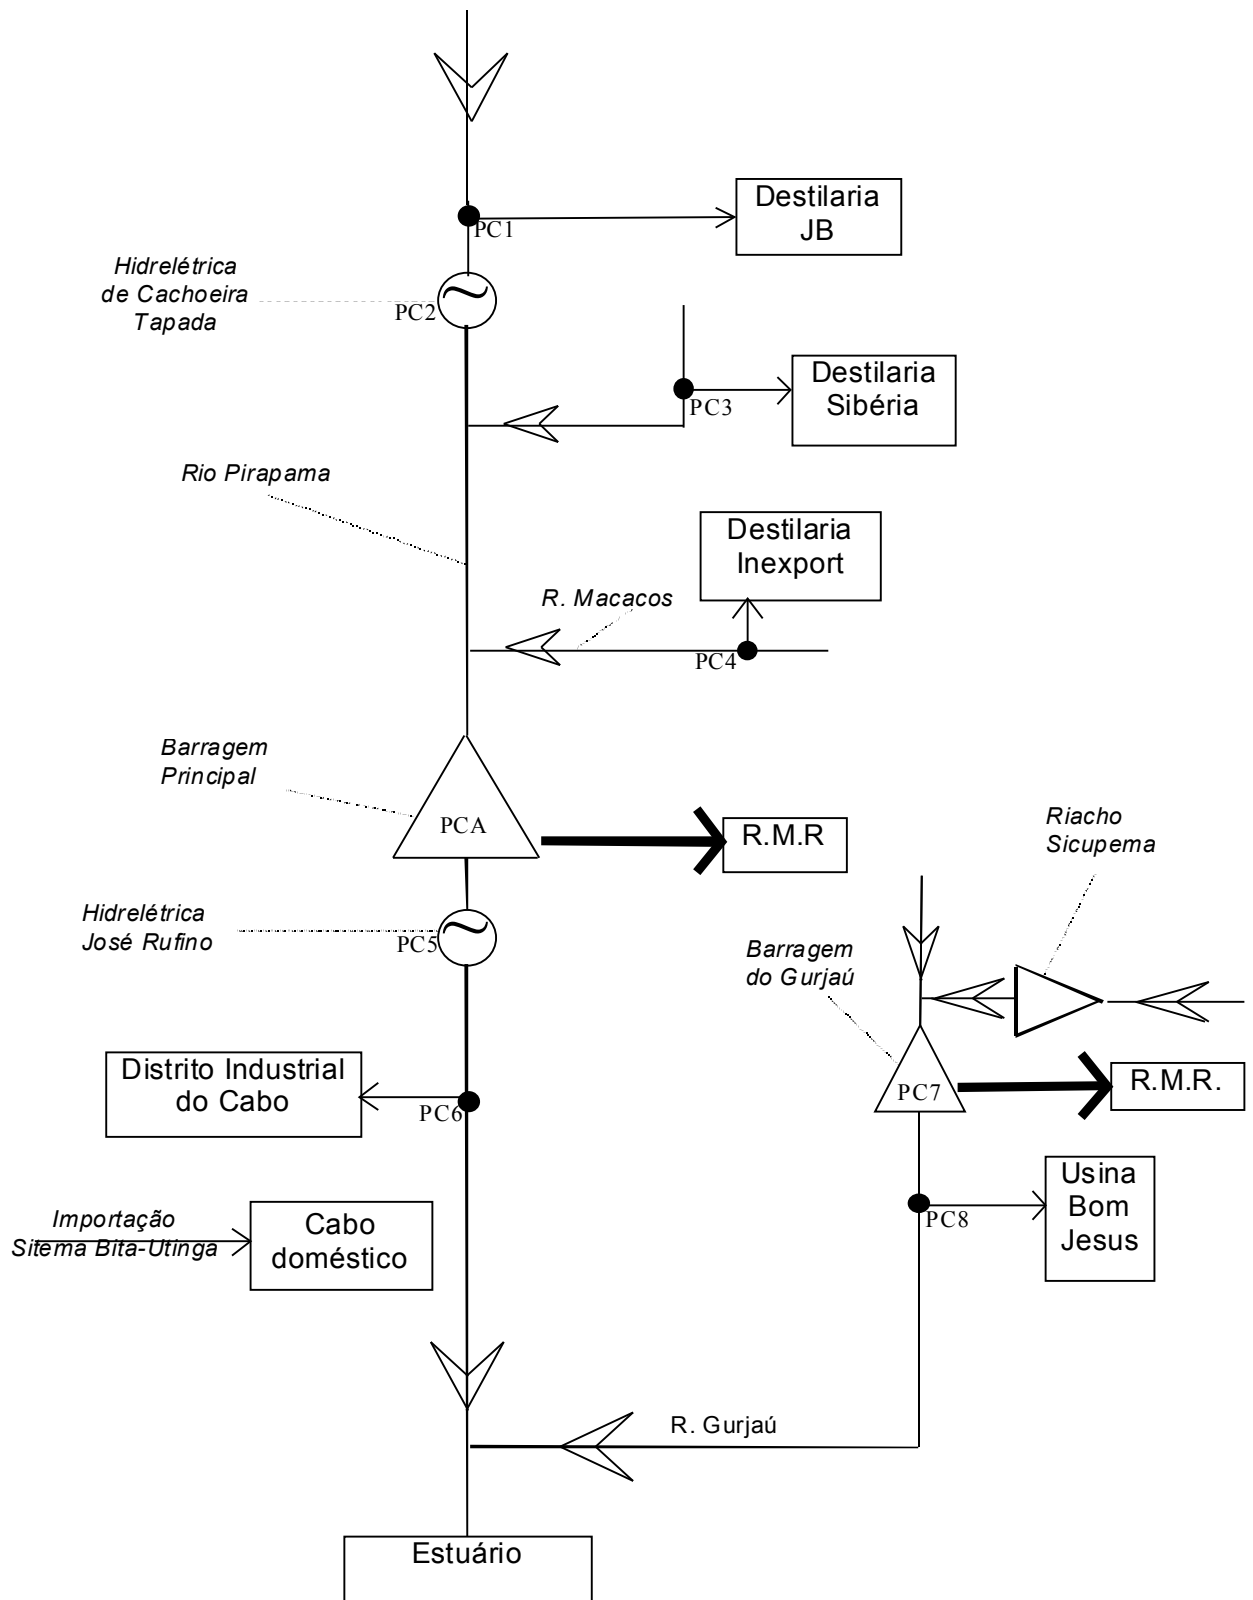 Destilaria
JB
PC1
Hidrelétrica
de Cachoeira
Tapada
PC2
Destilaria
Sibéria
PC3
Rio Pirapama
Destilaria
Inexport
R. Macacos
PC4
Barragem
Principal
PCA
R.M.R
Riacho
Sicupema
Hidrelétrica
José Rufino
PC5
Barragem
do Gurjaú
Distrito Industrial
do Cabo
PC6
PC7
R.M.R.
Usina
Bom
Jesus
PC8
Importação
Sitema Bita-Utinga
Cabo
doméstico
R. Gurjaú
Estuário